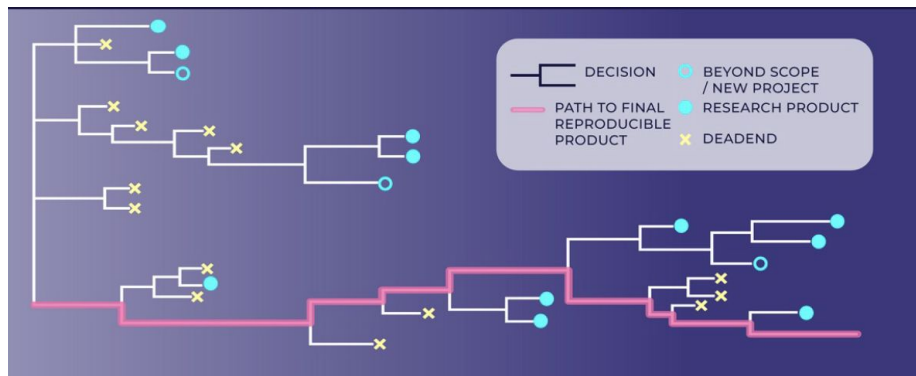 DECISION
PATH TO FINAL
REPRODUCIBLE
PRODUCT
BEYOND SCOPE
/ NEW PROJECT
RESEARCH PRODUCT
DEADEND